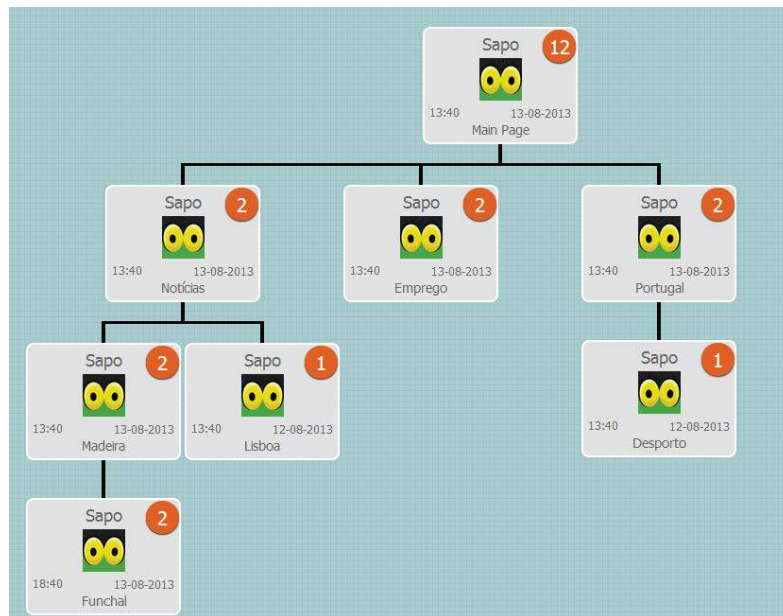 Sapo 12
13:40 13-08-2013
Main Page
Sapo 2
13:40 13-08-2013
Notícias
Sapo 2
13:40 13-08-2013
Emprego
Sapo 2
13:40 13-08-2013
Portugal
Sapo 2
13:40 13-08-2013
Madeira
Sapo 1
13:40 12-08-2013
Lisboa
Sapo 1
13:40 12-08-2013
Desporto
Sapo 2
18:40 13-08-2013
Funchal